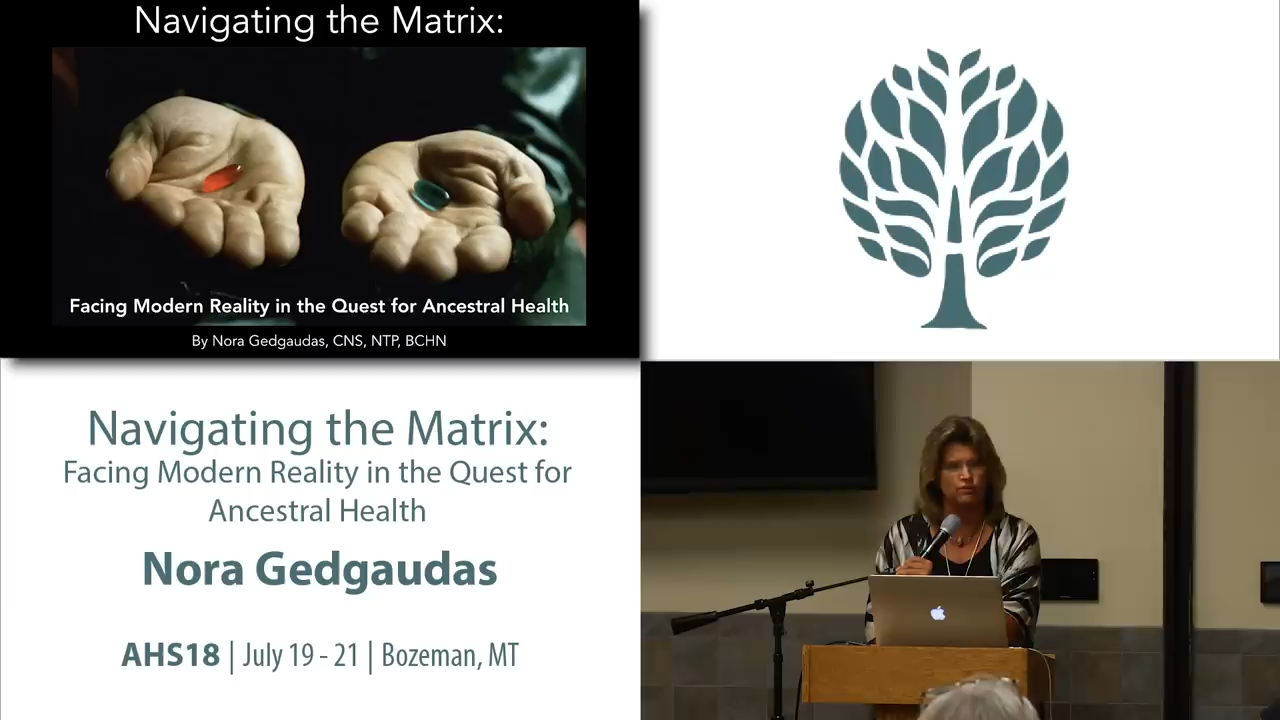 Navigating the Matrix:
Facing Modern Reality in the Quest for Ancestral Health
By Nora Gedgaudas, CNS, NTP, BCHN
Navigating the Matrix:
Facing Modern Reality in the Quest for
Ancestral Health
Nora Gedgaudas
AHS18 | July 19 - 21 | Bozeman, MT